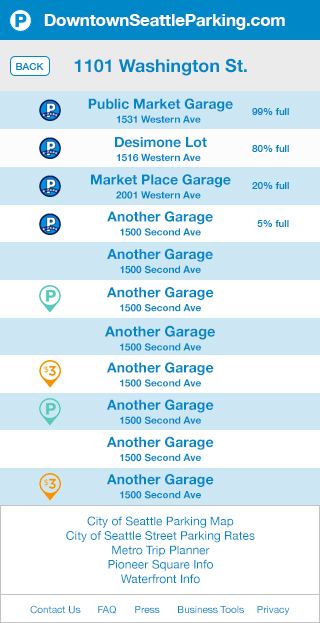 P DowntownSeattleParking.com
BACK 1101 Washington St.
P Public Market Garage 99% full
1531 Western Ave
P Desimone Lot 80% full
1516 Western Ave
P Market Place Garage 20% full
2001 Western Ave
P Another Garage 5% full
1500 Second Ave
Another Garage
1500 Second Ave
P Another Garage
1500 Second Ave
Another Garage
1500 Second Ave
$3 Another Garage
1500 Second Ave
P Another Garage
1500 Second Ave
Another Garage
1500 Second Ave
$3 Another Garage
1500 Second Ave
City of Seattle Parking Map
City of Seattle Street Parking Rates
Metro Trip Planner
Pioneer Square Info
Waterfront Info
Contact Us FAQ Press Business Tools Privacy